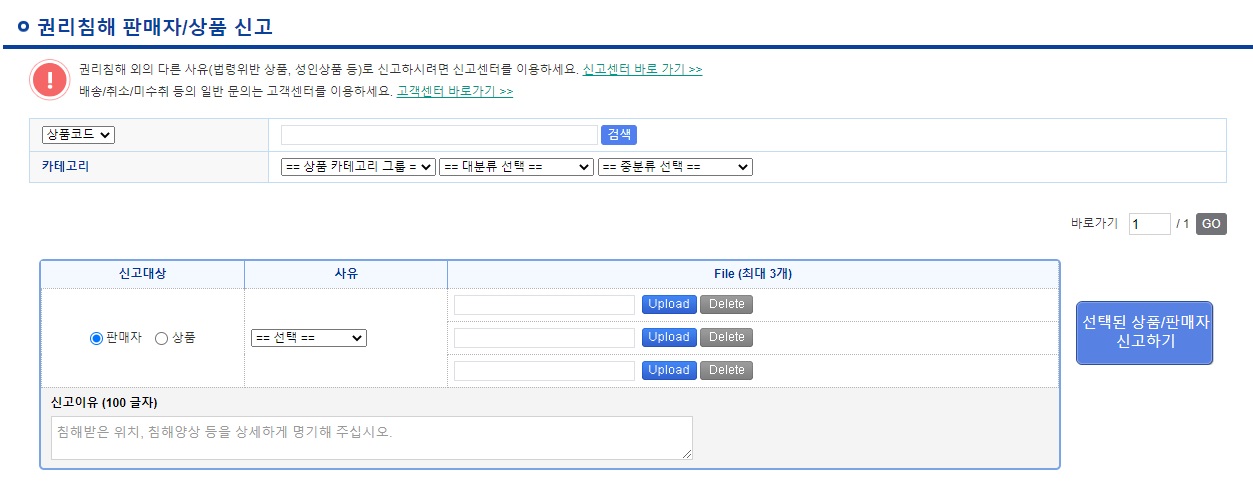 권리침해 판매자/상품 신고
권리침해 외의 다른 사유(법령위반 상품, 성인상품 등)로 신고하시려면 신고센터를 이용하세요. 신고센터 바로 가기 >>
배송/취소/미수취 등의 일반 문의는 고객센터를 이용하세요. 고객센터 바로가기 >>
상품코드 검색
카테고리 == 상품 카테고리 그룹 = == 대분류 선택 == == 중분류 선택 ==
바로가기 1 / 1 GO
신고대상 사유 File (최대 3개)
Upload Delete
판매자 상품 == 선택 == Upload Delete
Upload Delete
선택된 상품/판매자
신고하기
신고이유 (100 글자)
침해받은 위치, 침해양상 등을 상세하게 명기해 주십시오.